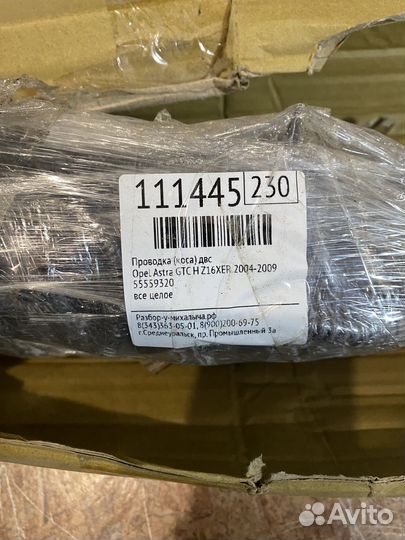 111445 230
Проводка (коса) двс
Opel Astra GTC H Z16XER 2004-2009
55559320
все целое
Разбор-у-михалыча.рф
8(343)363-05-01, 8(900)200-69-75
г.Среднеуральск, пр. Промышленный 3а
Avito